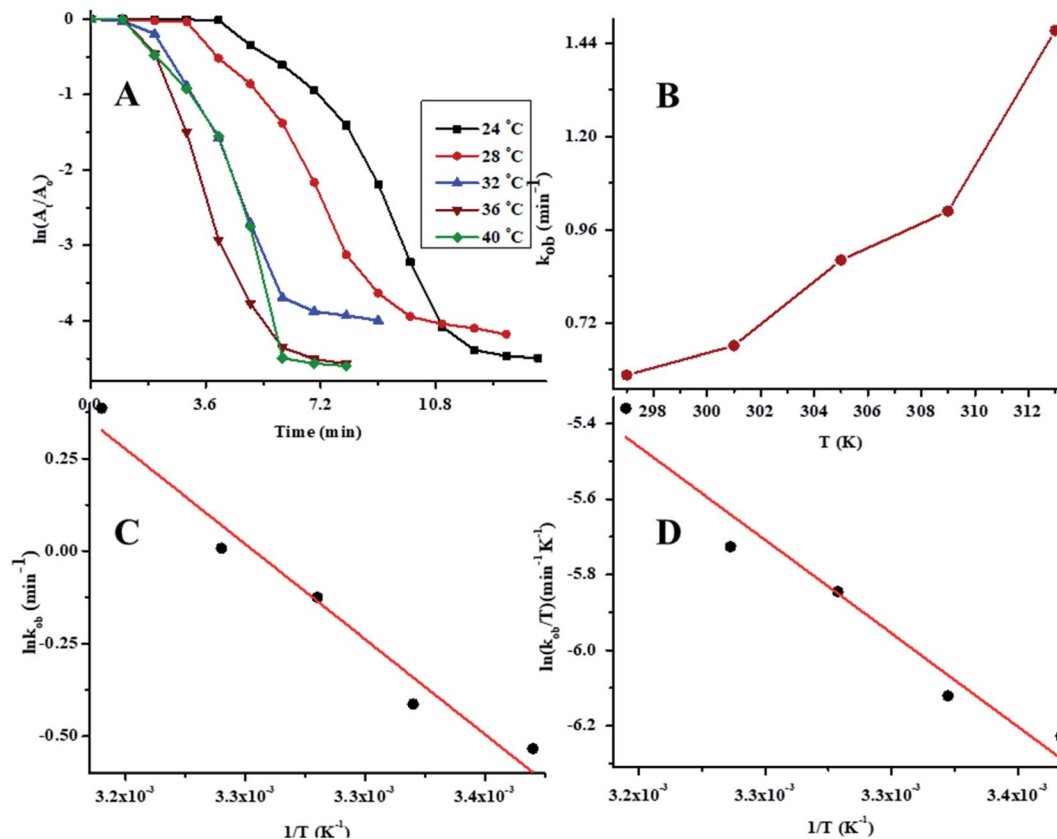 0
-1
-2
-3
-4
ln(Aₜ/Aₒ)
A
24 °C
28 °C
32 °C
36 °C
40 °C
0.0
3.6
7.2
10.8
Time (min)
1.44
1.20
0.96
0.72
k_ob (min⁻¹)
B
298
300
302
304
306
308
310
312
T (K)
0.25
0.00
-0.25
-0.50
lnk_ob (min⁻¹)
C
3.2x10⁻³
3.3x10⁻³
3.3x10⁻³
3.4x10⁻³
1/T (K⁻¹)
-5.4
-5.6
-5.8
-6.0
-6.2
ln(k_ob/T)(min⁻¹K⁻¹)
D
3.2x10⁻³
3.3x10⁻³
3.3x10⁻³
3.4x10⁻³
1/T (K⁻¹)